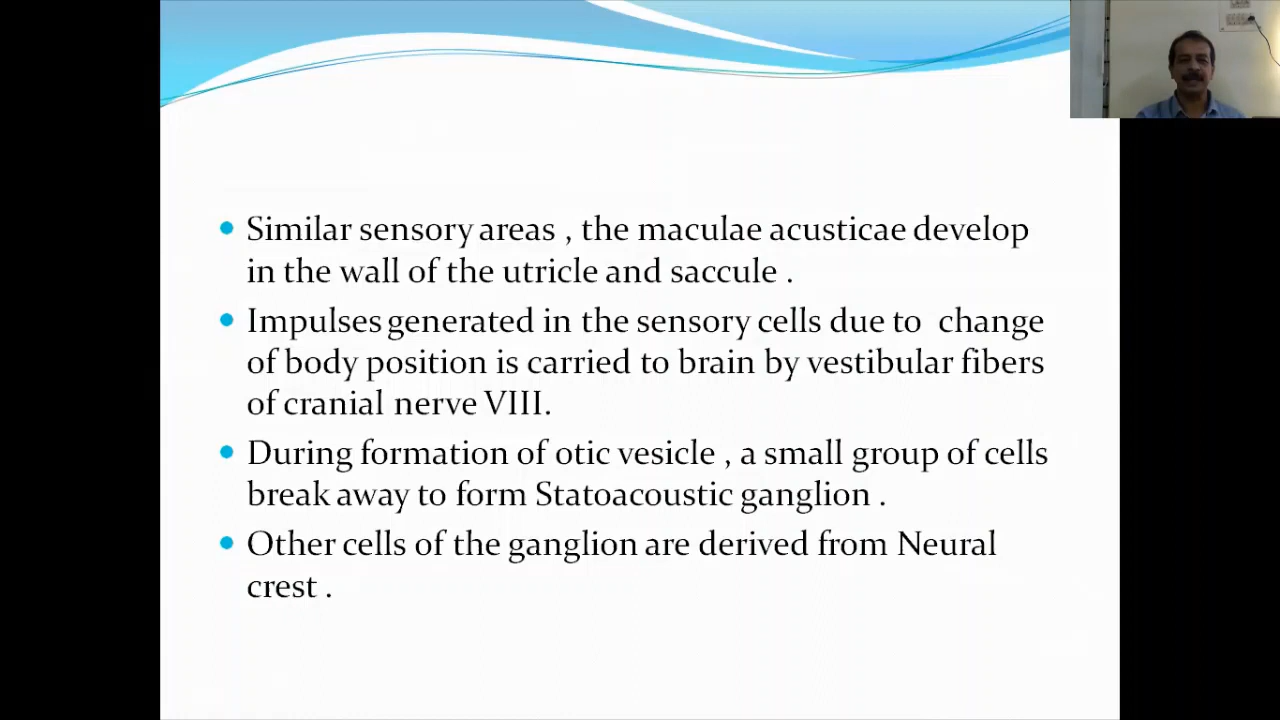 Similar sensory areas , the maculae acusticae develop
in the wall of the utricle and saccule .
Impulses generated in the sensory cells due to change
of body position is carried to brain by vestibular fibers
of cranial nerve VIII.
During formation of otic vesicle , a small group of cells
break away to form Statoacoustic ganglion .
Other cells of the ganglion are derived from Neural
crest .